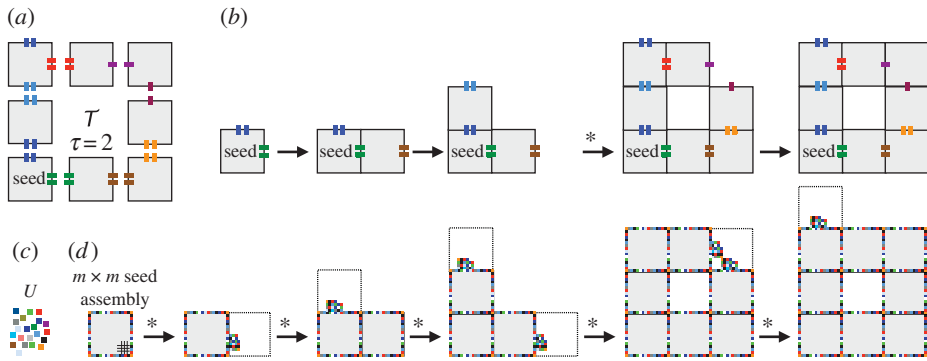 (a)
𝒯
τ = 2
seed
(b)
seed
seed
seed
*
seed
seed
(c)
U
(d)
m × m seed
assembly
*
*
*
*
*